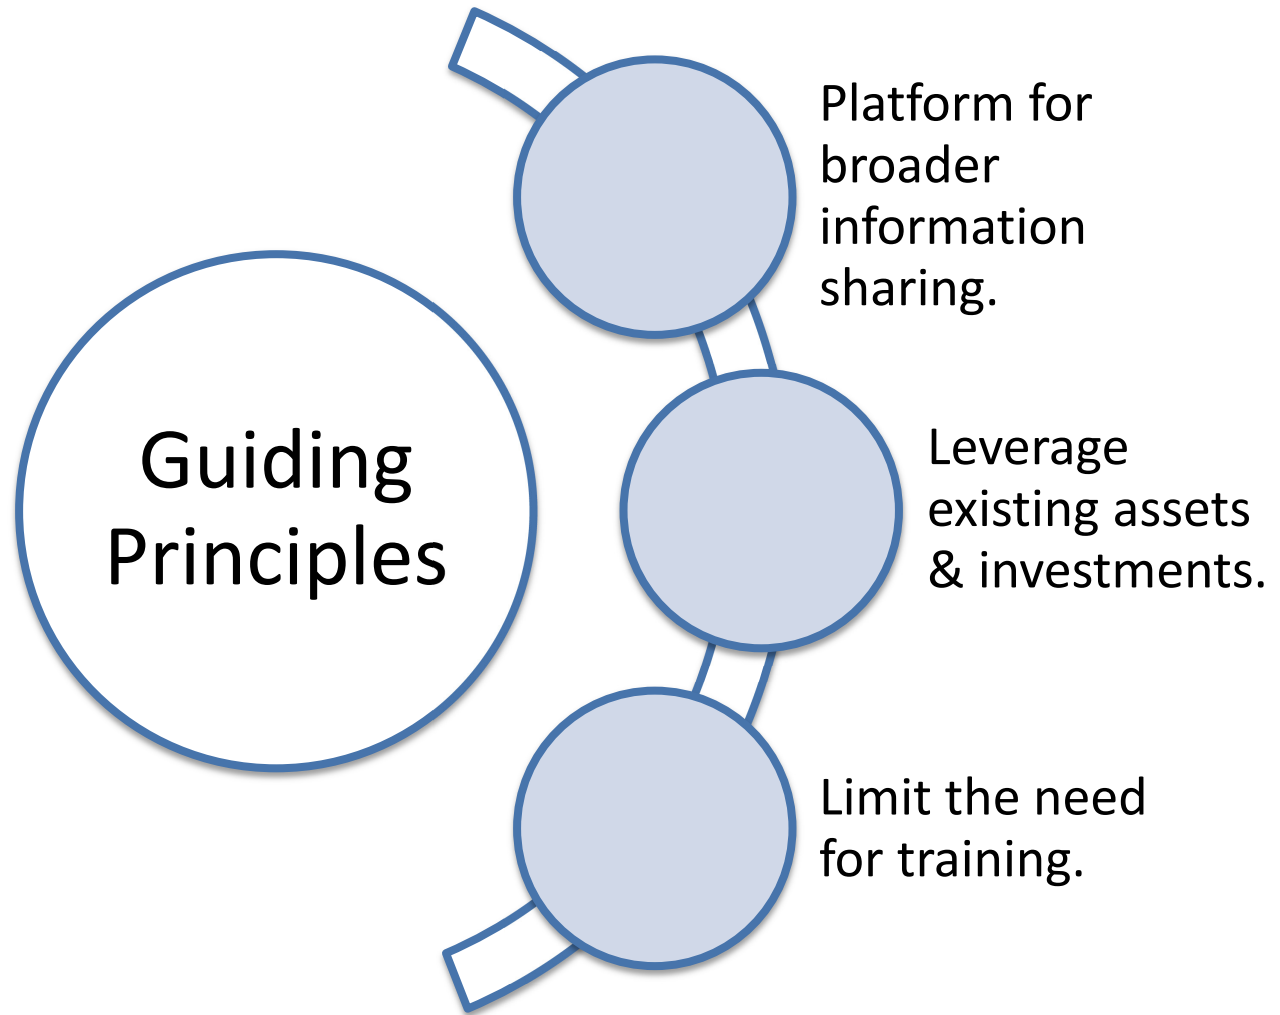 Guiding
Principles
Platform for
broader
information
sharing.
Leverage
existing assets
& investments.
Limit the need
for training.